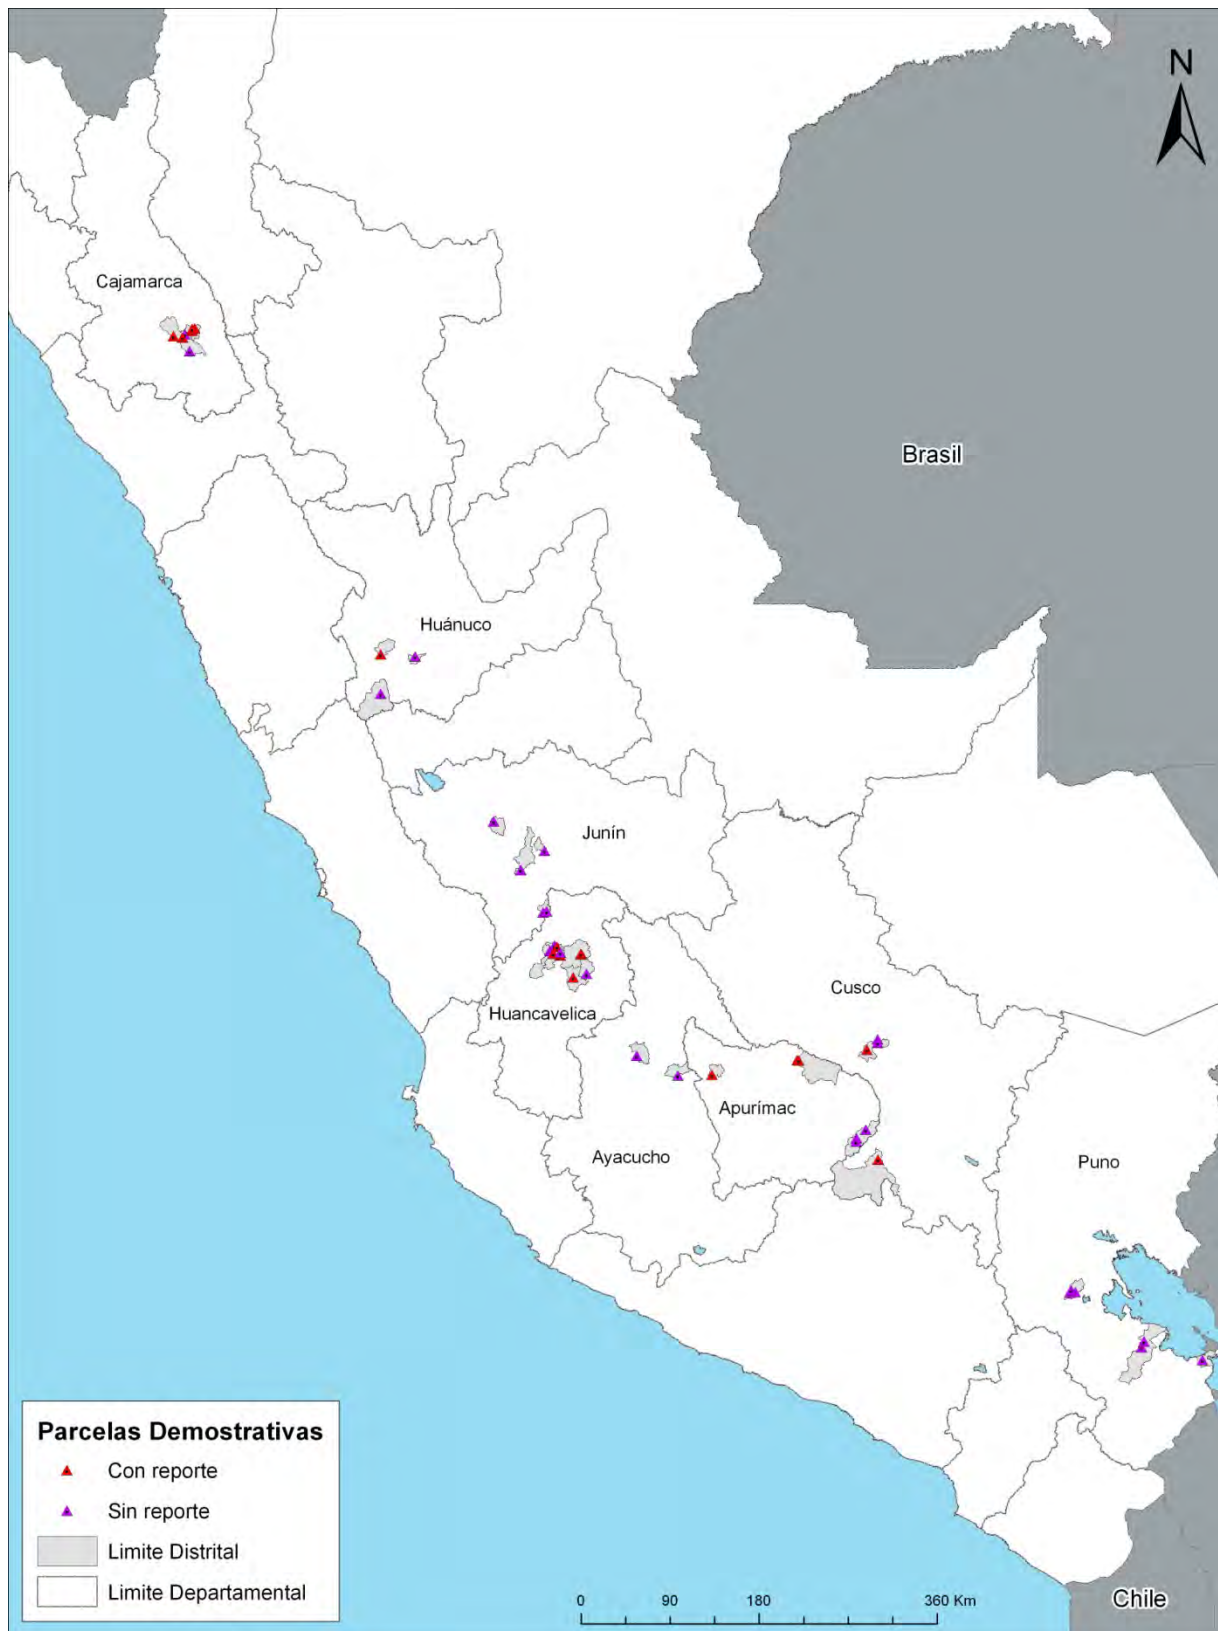 N
Cajamarca
Brasil
Huánuco
Junín
Cusco
Huancavelica
Apurímac
Ayacucho
Puno
Parcelas Demostrativas
Con reporte
Sin reporte
Limite Distrital
Limite Departamental
0 90 180 360 Km
Chile